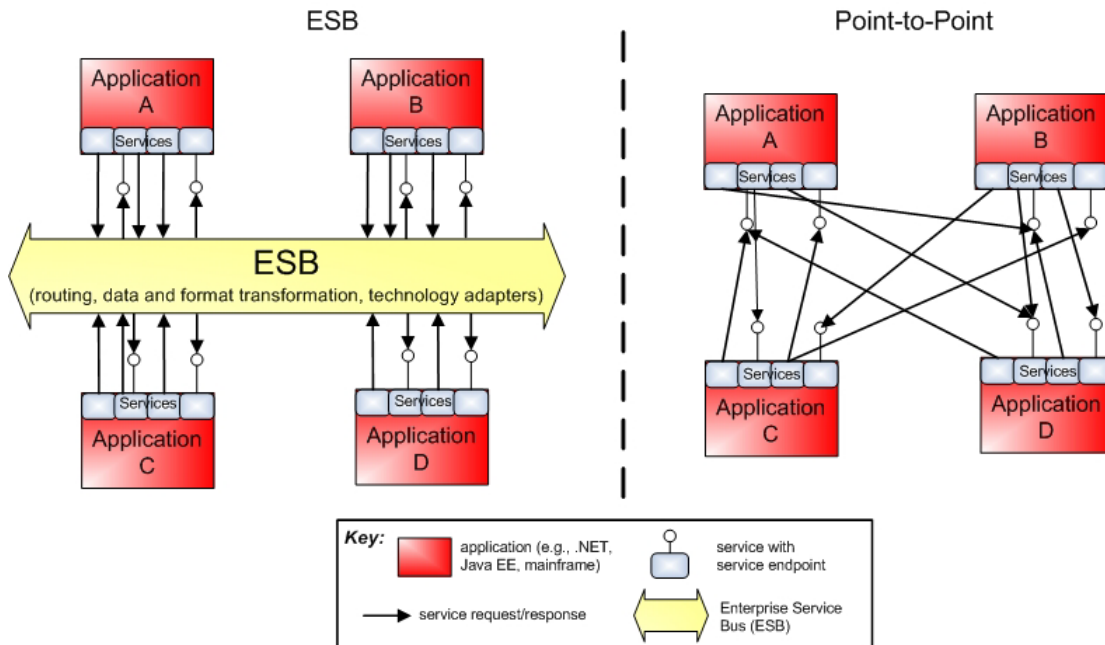 ESB
Point-to-Point
Application
A
Services
Application
B
Services
Application
A
Services
Application
B
Services
ESB
(routing, data and format transformation, technology adapters)
Services
Application
C
Services
Application
D
Services
Application
C
Services
Application
D
Key:
application (e.g., .NET,
Java EE, mainframe)
service with
service endpoint
service request/response
Enterprise Service
Bus (ESB)